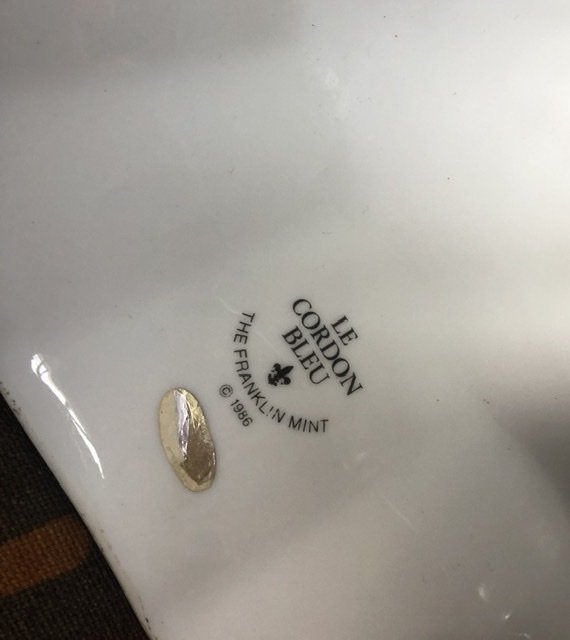 LE
CORDON
BLEU
THE FRANKLIN MINT
© 1986